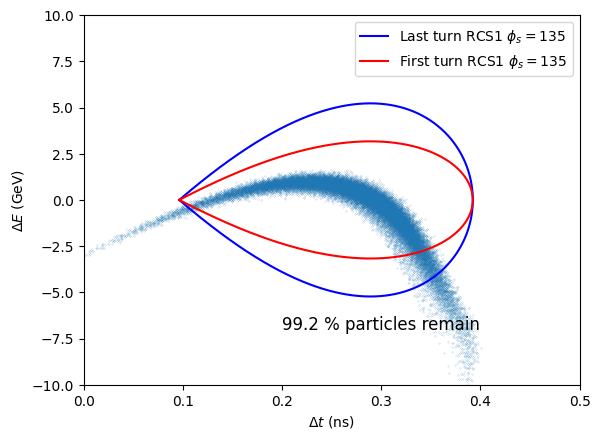 10.0
7.5
5.0
2.5
0.0
−2.5
−5.0
−7.5
−10.0
ΔE (GeV)
Last turn RCS1 ϕₛ = 135
First turn RCS1 ϕₛ = 135
99.2 % particles remain
0.0 0.1 0.2 0.3 0.4 0.5
Δt (ns)